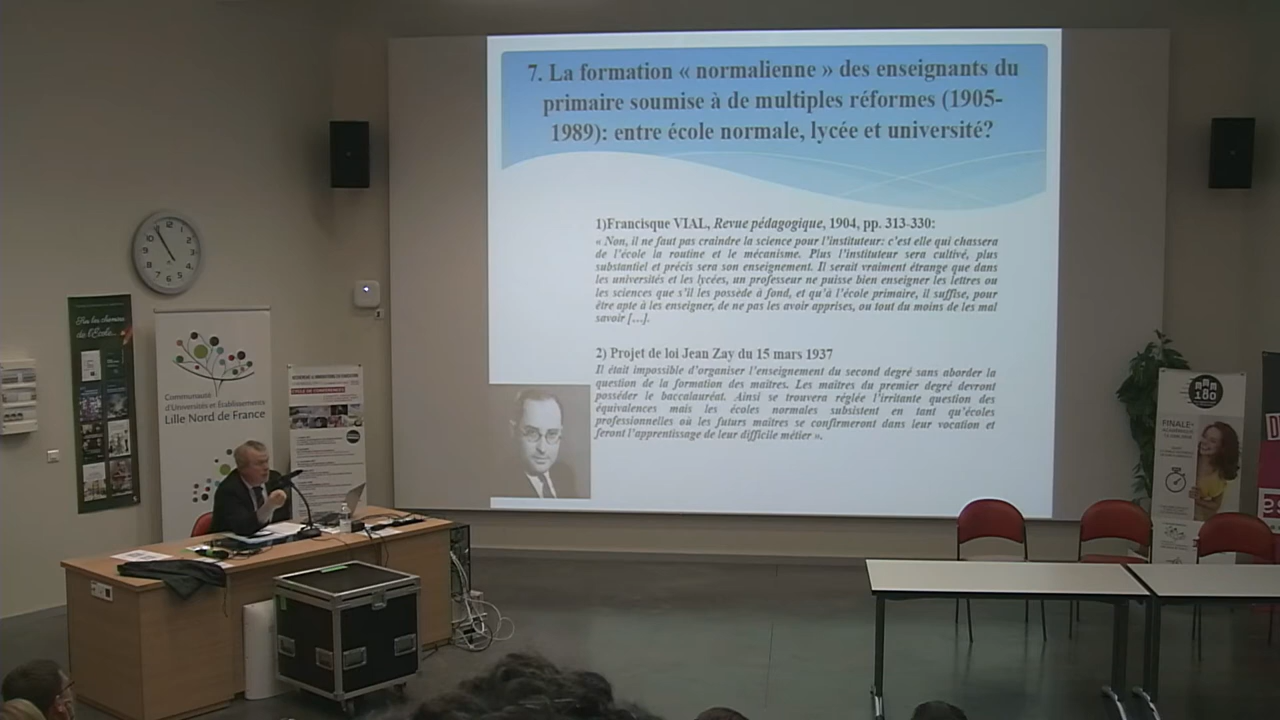 7. La formation « normalienne » des enseignants du
primaire soumise à de multiples réformes (1905-
1989): entre école normale, lycée et université?
1)Francisque VIAL, Revue pédagogique, 1904, pp. 313-330:
« Non, il ne faut pas craindre la science pour l'instituteur: c'est elle qui chassera
de l'école la routine et le mécanisme. Plus l'instituteur sera cultivé, plus
substantiel et précis sera son enseignement. Il serait vraiment étrange que dans
les universités et les lycées, un professeur ne puisse bien enseigner les lettres ou
les sciences que s'il les possède à fond, et qu'à l'école primaire, il suffise, pour
être apte à les enseigner, de ne pas les avoir apprises, ou tout du moins de les mal
savoir [...].
2) Projet de loi Jean Zay du 15 mars 1937
Il était impossible d'organiser l'enseignement du second degré sans aborder la
question de la formation des maîtres. Les maîtres du premier degré devront
posséder le baccalauréat. Ainsi se trouvera réglée l'irritante question des
équivalences mais les écoles normales subsistent en tant qu'écoles
professionnelles où les futurs maîtres se confirmeront dans leur vocation et
feront l'apprentissage de leur difficile métier ».
Sur les chemins
de l'École...
Communauté
d'Universités et Établissements
Lille Nord de France
180
FINALE